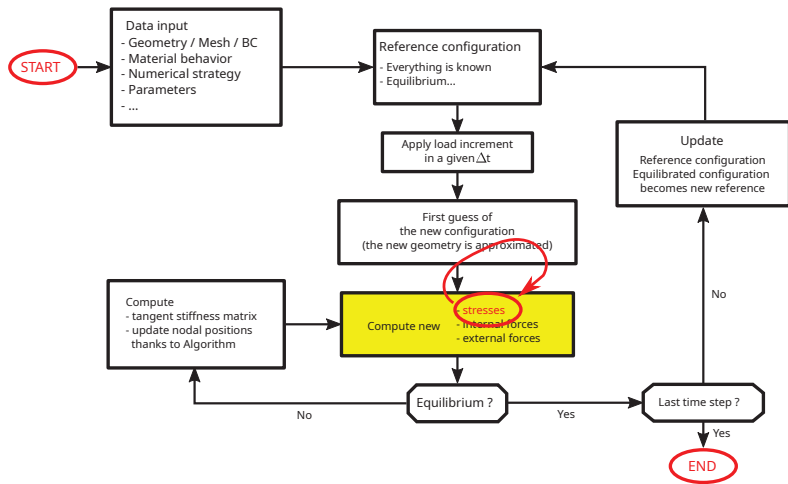 START
Data input
- Geometry / Mesh / BC
- Material behavior
- Numerical strategy
- Parameters
- ...
Reference configuration
- Everything is known
- Equilibrium...
Apply load increment
in a given Δt
First guess of
the new configuration
(the new geometry is approximated)
Update
Reference configuration
Equilibrated configuration
becomes new reference
Compute
- tangent stiffness matrix
- update nodal positions
thanks to Algorithm
Compute new
- stresses
- internal forces
- external forces
No
Equilibrium ?
No
Yes
Last time step ?
Yes
END